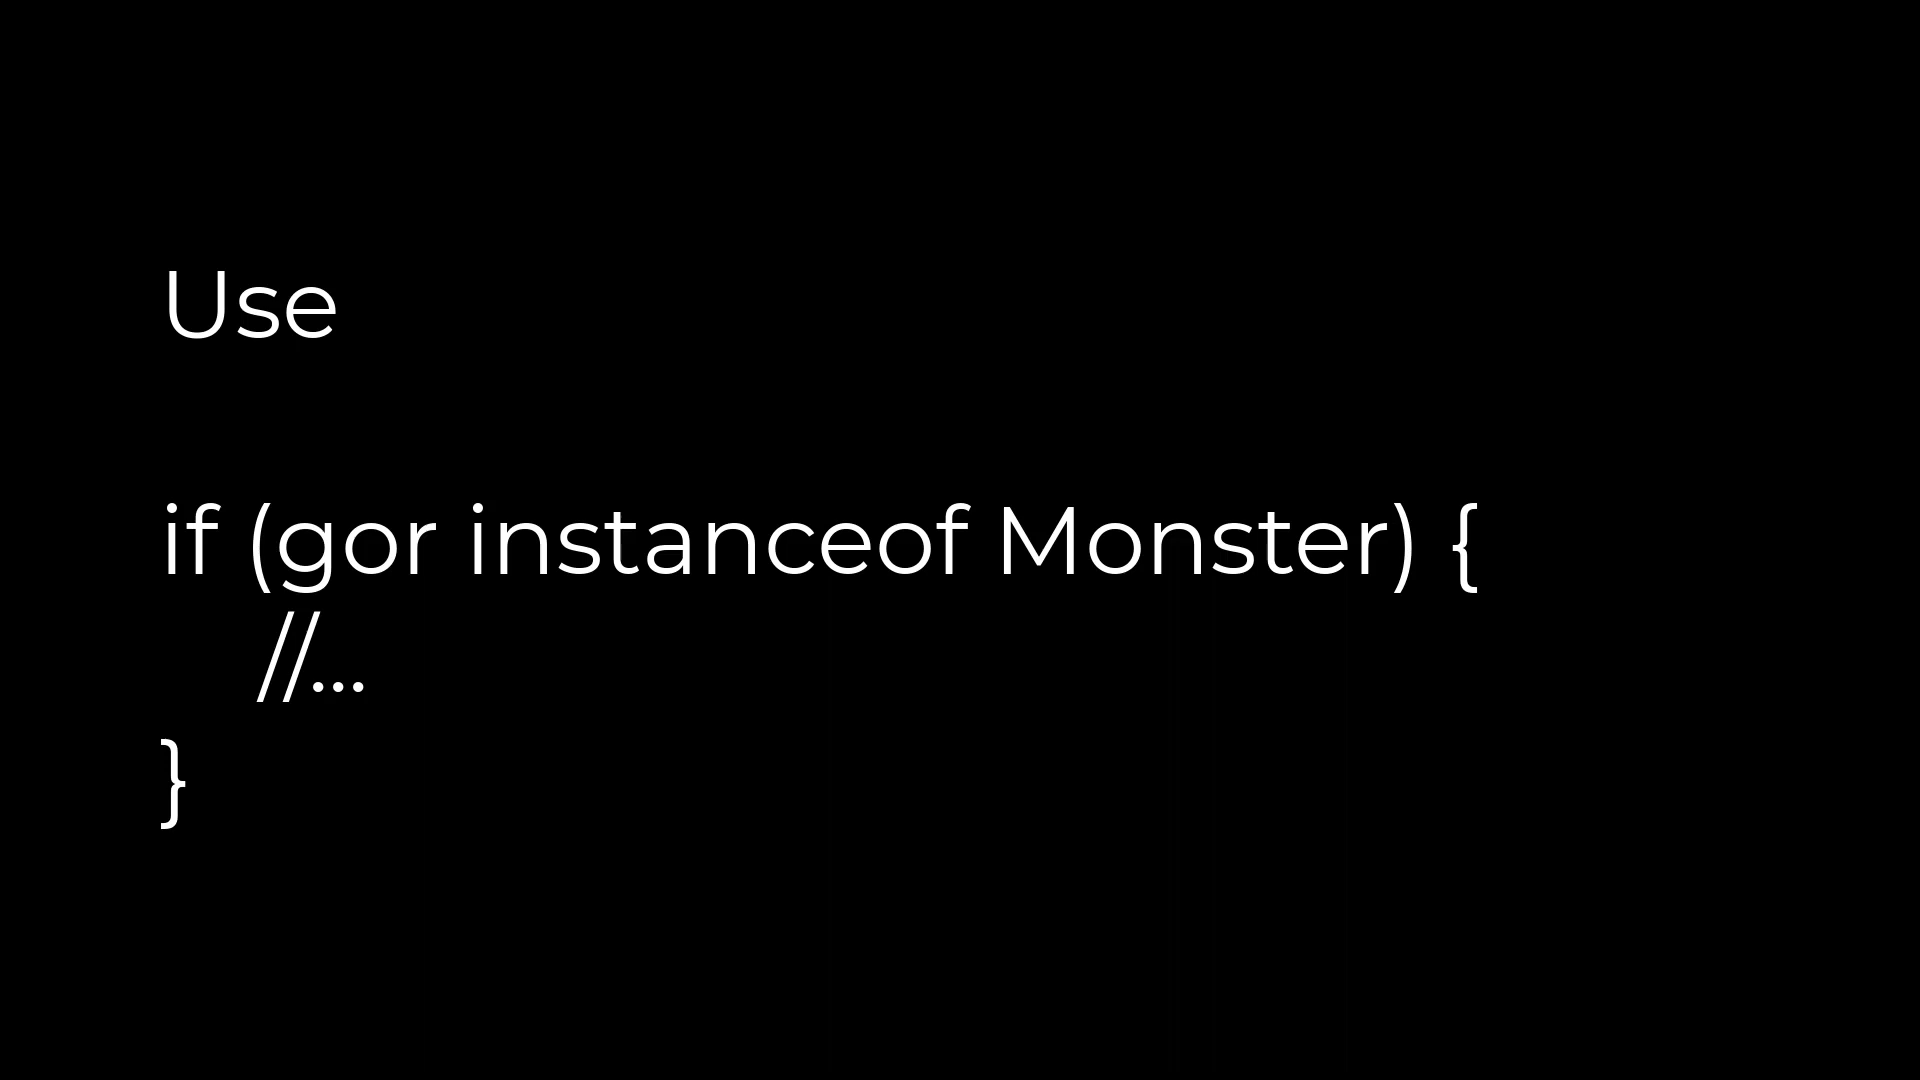 Use
if (gor instanceof Monster) {
//...
}